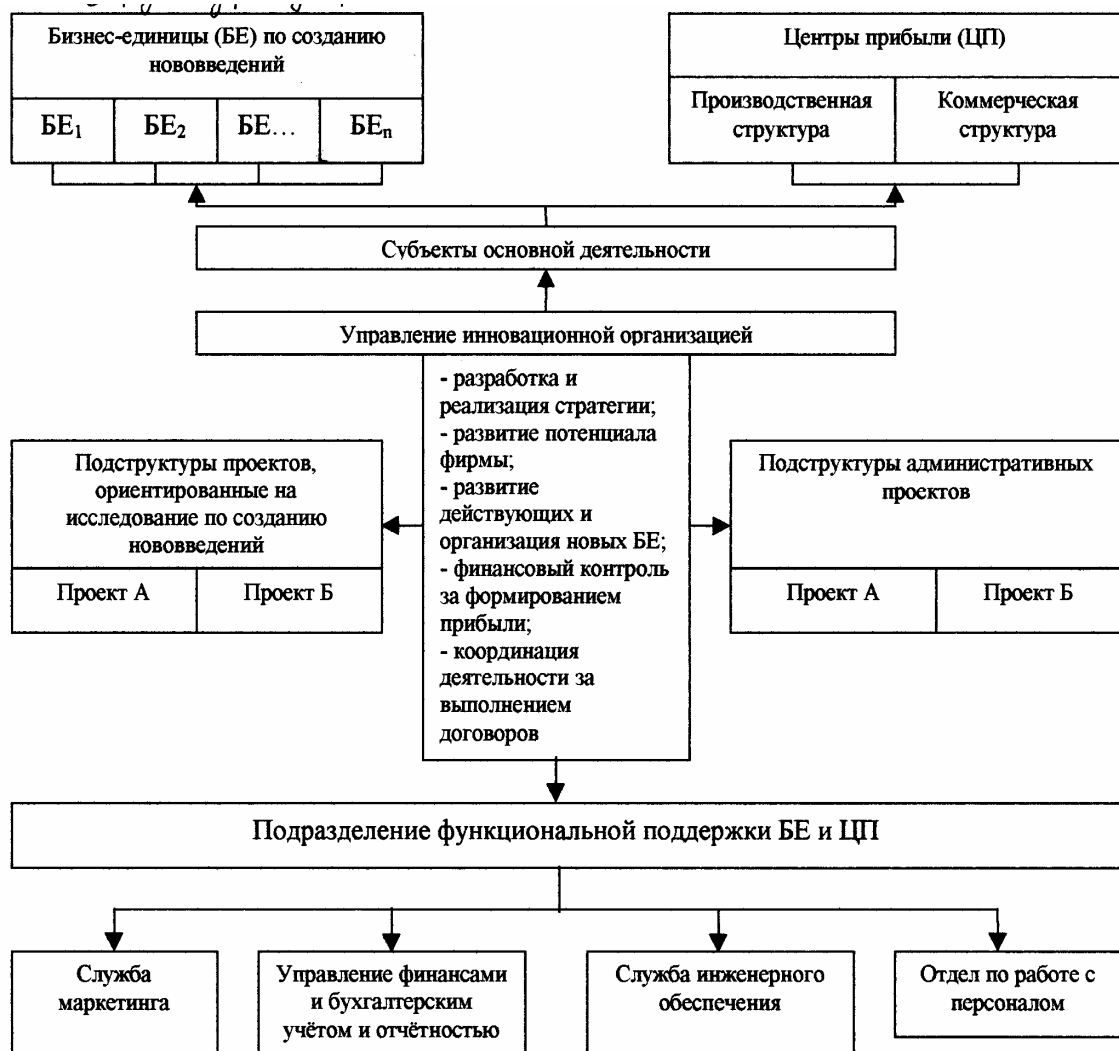 Бизнес-единицы (БЕ) по созданию
нововведений
БЕ1
БЕ2
БЕ…
БЕn
Центры прибыли (ЦП)
Производственная
структура
Коммерческая
структура
Субъекты основной деятельности
Управление инновационной организацией
- разработка и
реализация стратегии;
- развитие потенциала
фирмы;
- развитие
действующих и
организация новых БЕ;
- финансовый контроль
за формированием
прибыли;
- координация
деятельности за
выполнением
договоров
Подструктуры проектов,
ориентированные на
исследование по созданию
нововведений
Проект А
Проект Б
Подструктуры административных
проектов
Проект А
Проект Б
Подразделение функциональной поддержки БЕ и ЦП
Служба
маркетинга
Управление финансами
и бухгалтерским
учётом и отчётностью
Служба инженерного
обеспечения
Отдел по работе с
персоналом